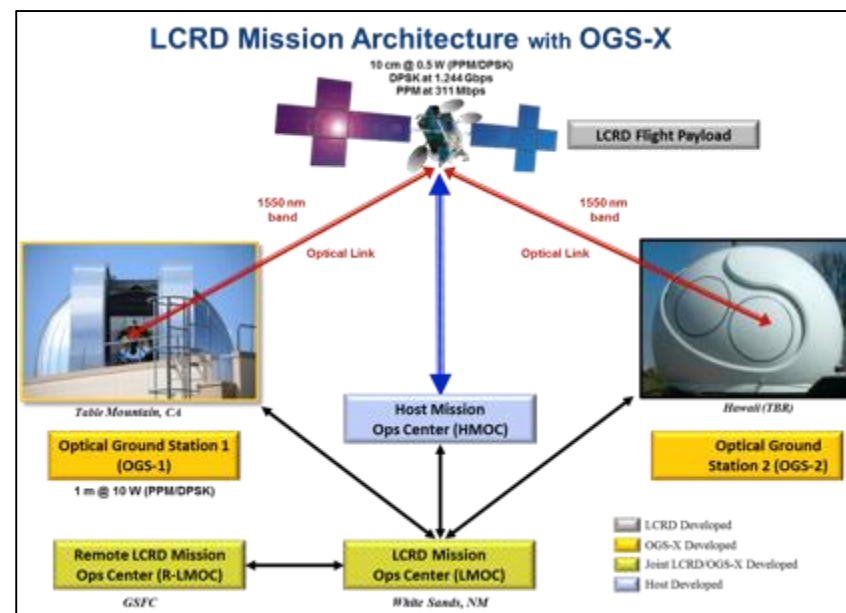 LCRD Mission Architecture with OGS-X
10 cm @ 0.5 W (PPM/DPSK)
DPSK at 1.244 Gbps
PPM at 311 Mbps
LCRD Flight Payload
1550 nm
band
1550 nm
band
Optical Link
Optical Link
Table Mountain, CA
Hawaii (TBR)
Host Mission
Ops Center (HMOC)
Optical Ground Station 1
(OGS-1)
Optical Ground
Station 2 (OGS-2)
1 m @ 10 W (PPM/DPSK)
LCRD Developed
OGS-X Developed
Joint LCRD/OGS-X Developed
Host Developed
Remote LCRD Mission
Ops Center (R-LMOC)
LCRD Mission
Ops Center (LMOC)
GSFC
White Sands, NM